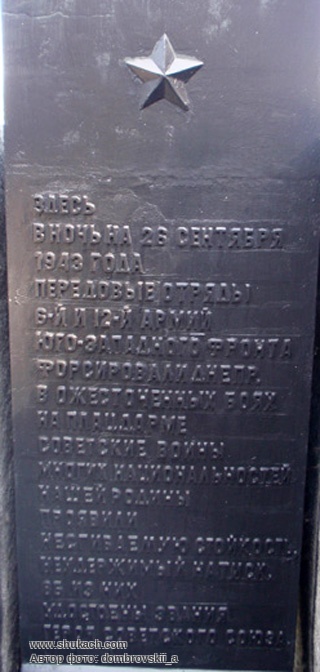 ЗДЕСЬ
В НОЧЬ НА 26 СЕНТЯБРЯ
1943 ГОДА
ПЕРЕДОВЫЕ ОТРЯДЫ
6-Й И 12-Й АРМИЙ
ЮГО-ЗАПАДНОГО ФРОНТА
ФОРСИРОВАЛИ ДНЕПР.
В ОЖЕСТОЧЕННЫХ БОЯХ
НА ПЛАЦДАРМЕ
СОВЕТСКИЕ ВОИНЫ
МНОГИХ НАЦИОНАЛЬНОСТЕЙ
НАШЕЙ РОДИНЫ
ПРОЯВИЛИ
НЕСГИБАЕМУЮ СТОЙКОСТЬ,
НЕУДЕРЖИМЫЙ НАТИСК.
ИЗ НИХ
УДОСТОЕНЫ ЗВАНИЯ
ГЕРОЯ СОВЕТСКОГО СОЮЗА
www.shukach.com
Автор фото: dombrovskii_a